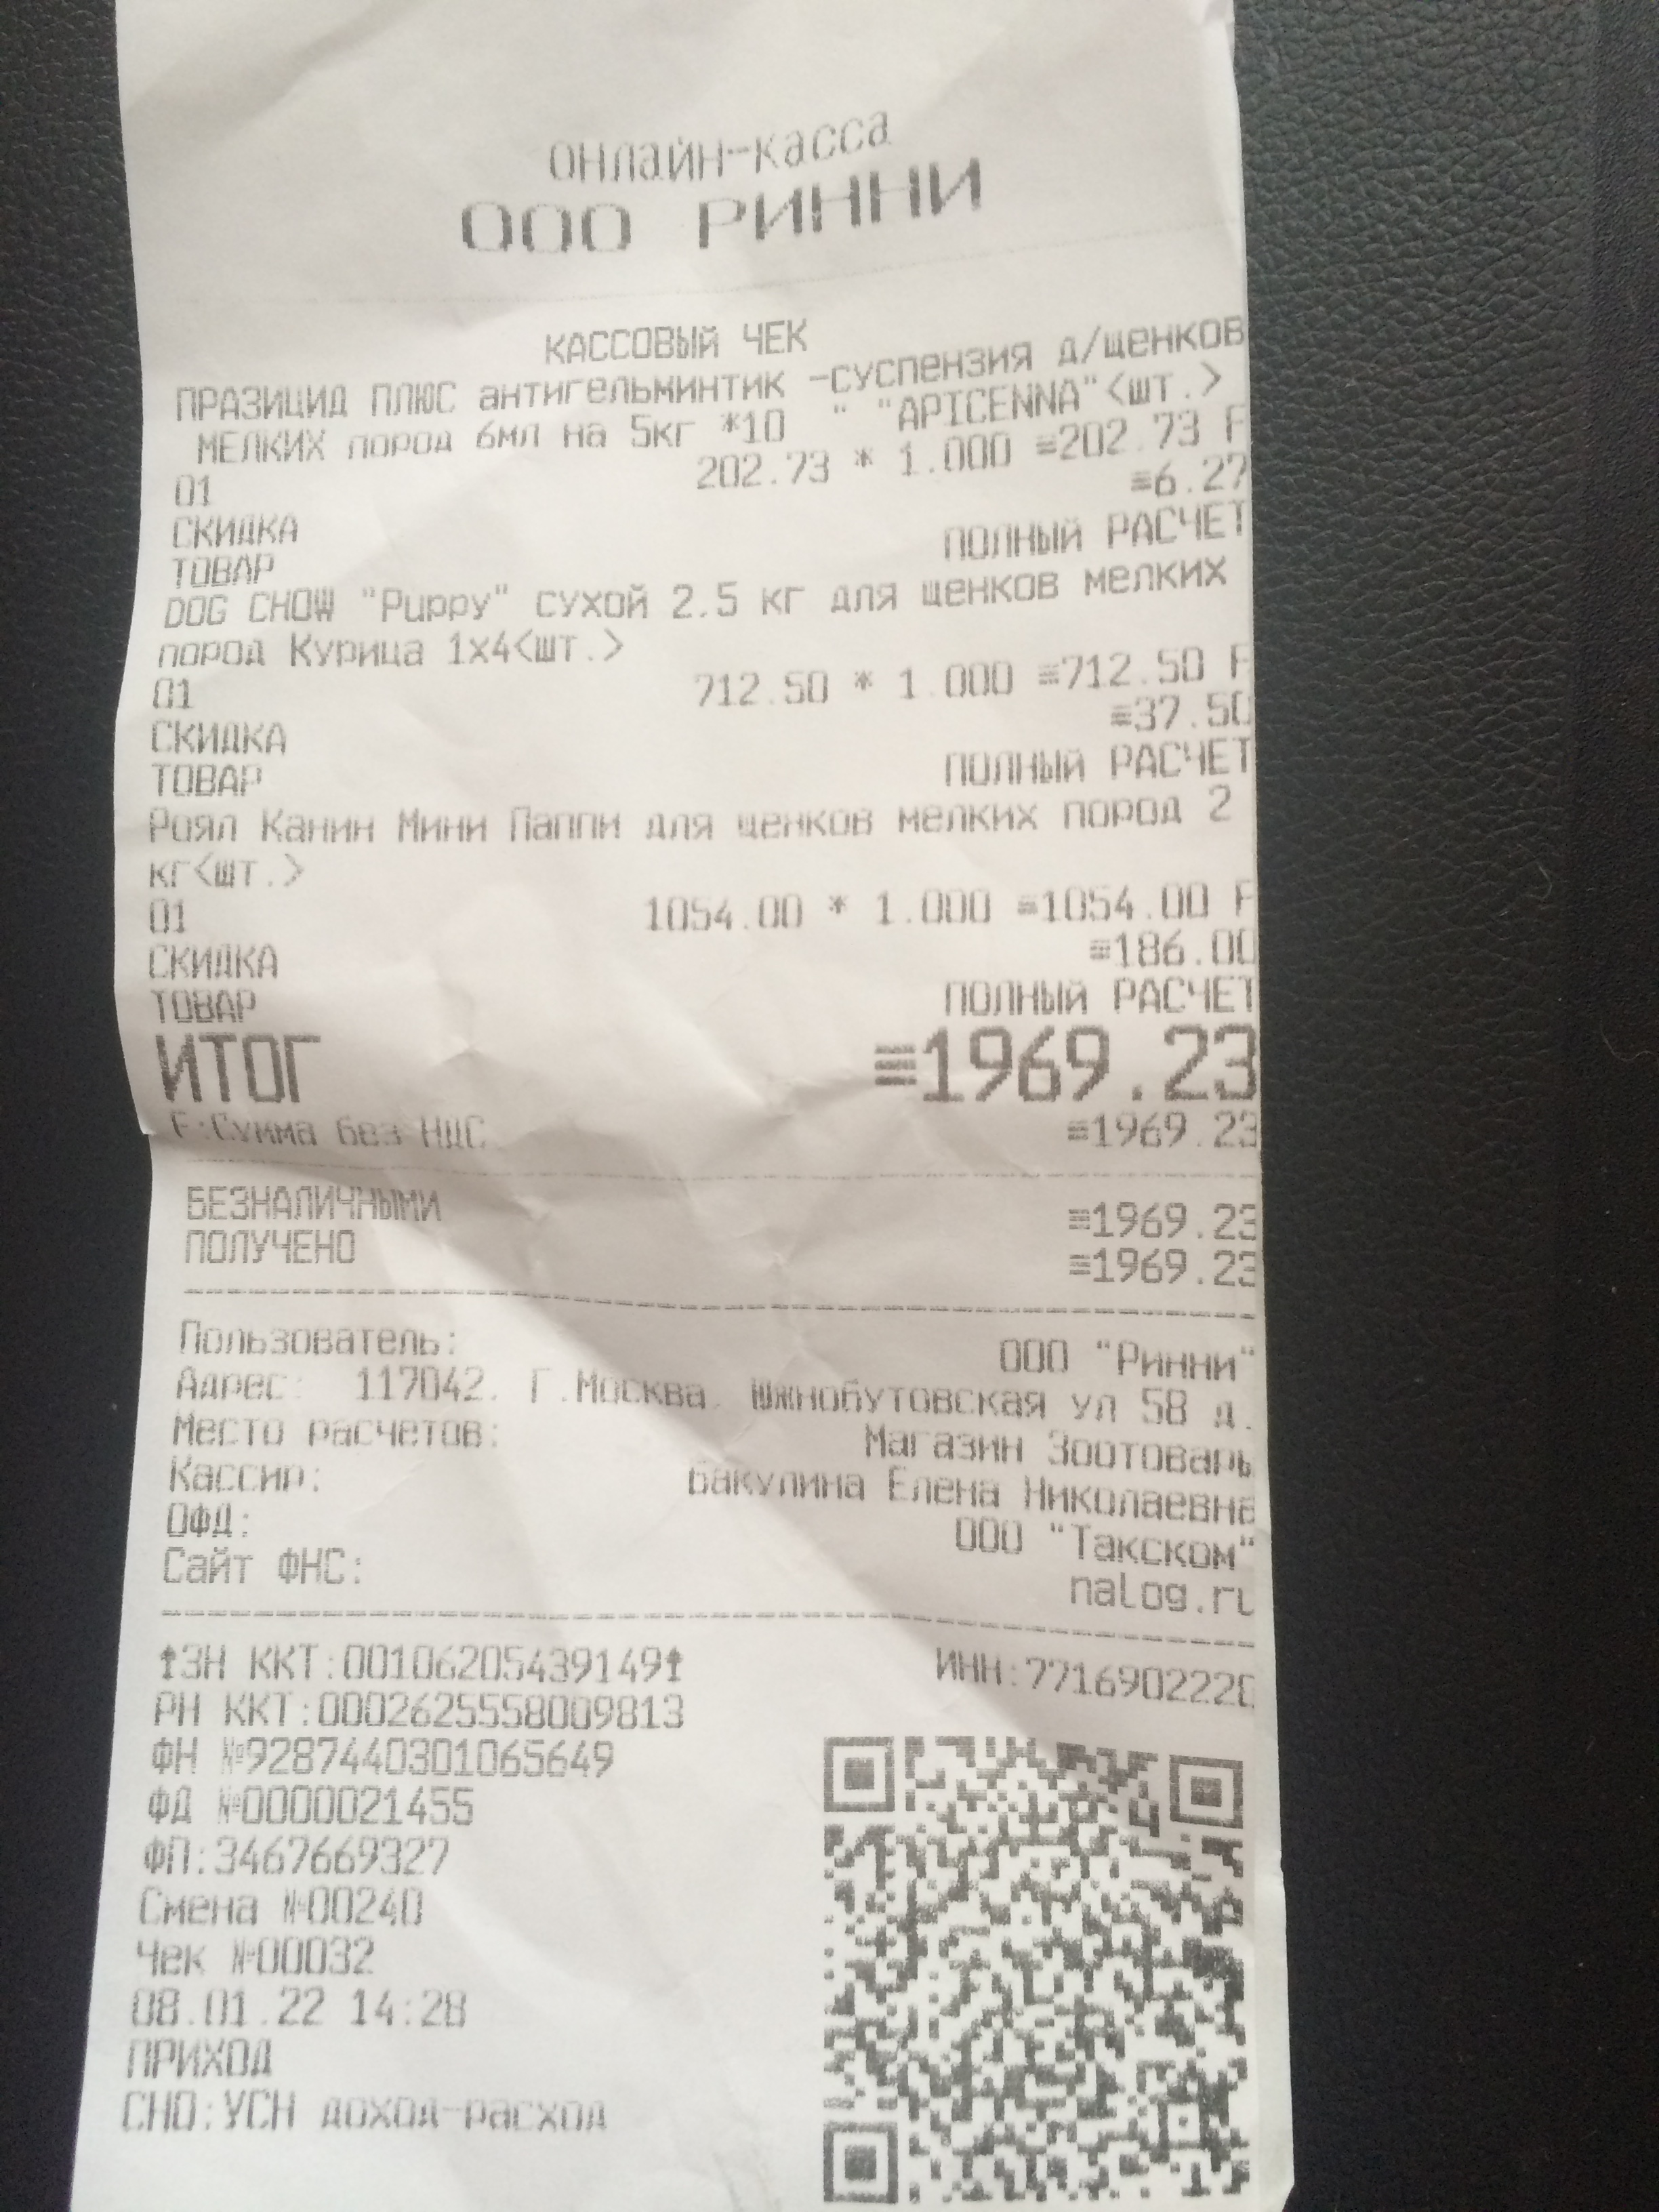 онлайн-касса
ООО РИННИ
КАССОВЫЙ ЧЕК
ПРАЗИЦИД ПЛЮС антигельминтик -суспензия д/щенков
МЕЛКИХ пород 6мл на 5кг *10 " "APICENNA"<шт.>
01 202.73 * 1.000 ≡202.73 F
СКИДКА ≡6.27
ТОВАР ПОЛНЫЙ РАСЧЕТ
DOG CHOW "Puppy" сухой 2.5 кг для щенков мелких
пород Курица 1x4<шт.>
01 712.50 * 1.000 ≡712.50 F
СКИДКА ≡37.50
ТОВАР ПОЛНЫЙ РАСЧЕТ
Роял Канин Мини Паппи для щенков мелких пород 2
кг<шт.>
01 1054.00 * 1.000 ≡1054.00 F
СКИДКА ≡186.00
ТОВАР ПОЛНЫЙ РАСЧЕТ
ИТОГ ≡1969.23
F:Сумма без НДС ≡1969.23
БЕЗНАЛИЧНЫМИ ≡1969.23
ПОЛУЧЕНО ≡1969.23
Пользователь: ООО "Ринни"
Адрес: 117042, Г.Москва, Южнобутовская ул 58 д.
Место расчетов: Магазин Зоотовары
Кассир: Бакулина Елена Николаевна
ОФД: ООО "Такском"
Сайт ФНС: nalog.ru
ЗН ККТ:00106205439149 ИНН:7716902220
РН ККТ:0002625558009813
ФН №9287440301065649
ФД №0000021455
ФП:3467669327
Смена №00240
Чек №00032
08.01.22 14:28
ПРИХОД
СНО:УСН доход-расход